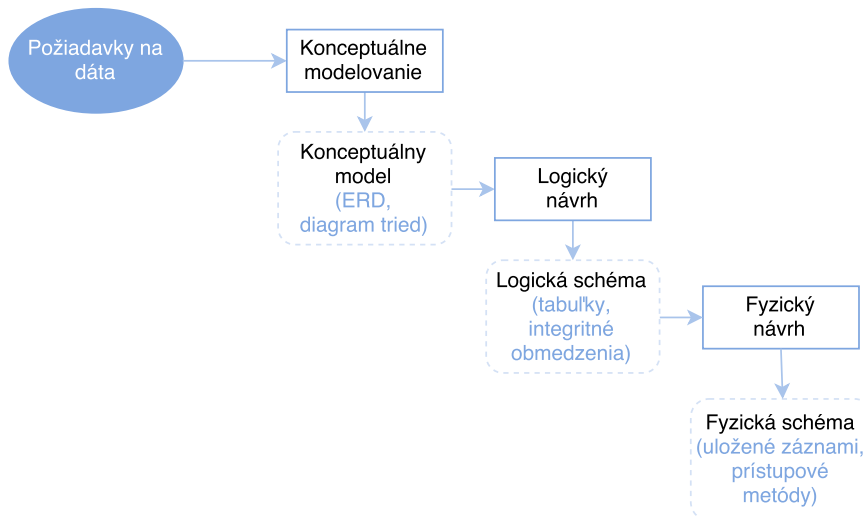 Požiadavky na
dáta
Konceptuálne
modelovanie
Konceptuálny
model
(ERD,
diagram tried)
Logický
návrh
Logická schéma
(tabuľky,
integritné
obmedzenia)
Fyzický
návrh
Fyzická schéma
(uložené záznami,
prístupové
metódy)